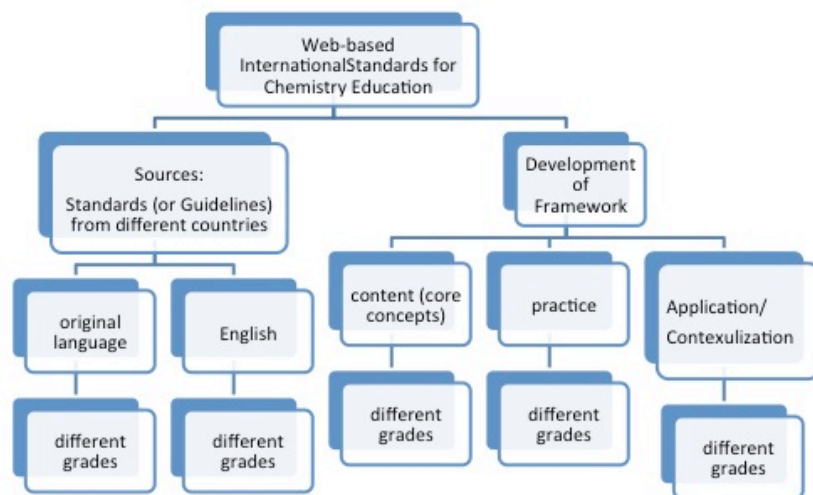 Web-based
InternationalStandards for
Chemistry Education
Sources:
Standards (or Guidelines)
from different countries
Development
of
Framework
original
language
English
content (core
concepts)
practice
Application/
Contexulization
different
grades
different
grades
different
grades
different
grades
different
grades